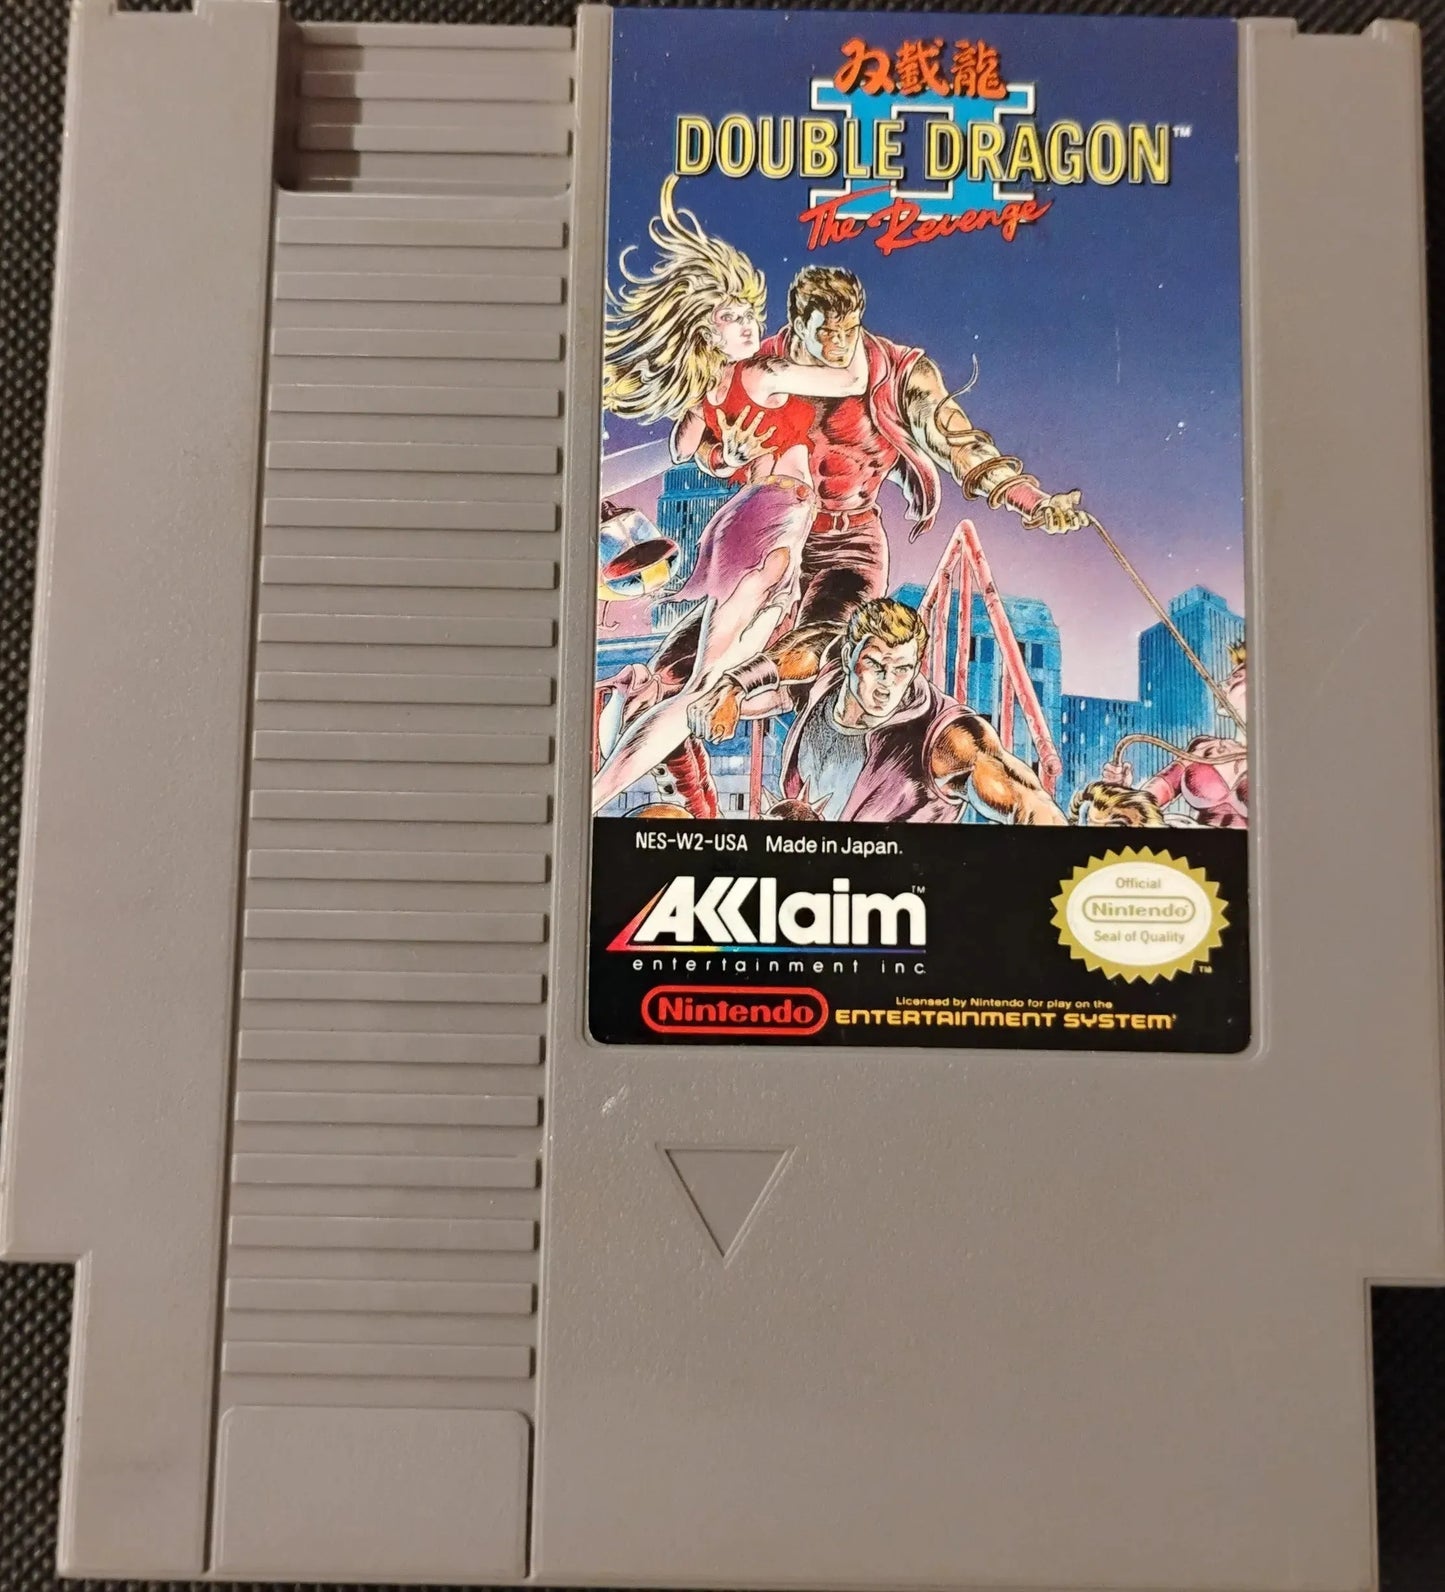 双截龍
II
DOUBLE DRAGON™
The Revenge
NES-W2-USA Made in Japan.
AKKlaim™
entertainment inc
Official
Nintendo®
Seal of Quality
™
Nintendo
Licensed by Nintendo for play on the
ENTERTAINMENT SYSTEM®